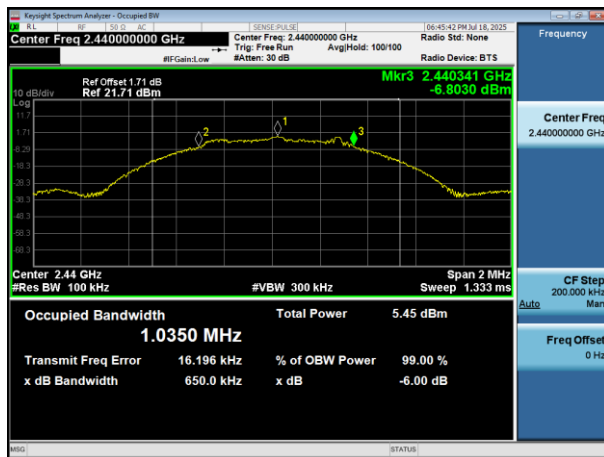 Keysight Spectrum Analyzer - Occupied BW
RL RF 50 Ω AC SENSE:PULSE 06:45:42 PM Jul 18, 2025
Center Freq 2.440000000 GHz Center Freq: 2.440000000 GHz Radio Std: None
Trig: Free Run Avg|Hold: 100/100
#IFGain:Low #Atten: 30 dB Radio Device: BTS
Frequency
Ref Offset 1.71 dB Mkr3 2.440341 GHz
10 dB/div Ref 21.71 dBm -6.8030 dBm
Log
11.7
1.71
-8.29
-18.3
-28.3
-38.3
-48.3
-58.3
-68.3
1
2
3
Center 2.44 GHz Span 2 MHz
#Res BW 100 kHz #VBW 300 kHz Sweep 1.333 ms
Occupied Bandwidth Total Power 5.45 dBm
1.0350 MHz
Transmit Freq Error 16.196 kHz % of OBW Power 99.00 %
x dB Bandwidth 650.0 kHz x dB -6.00 dB
Center Freq
2.440000000 GHz
CF Step
200.000 kHz
Auto Man
Freq Offset
0 Hz
MSG STATUS